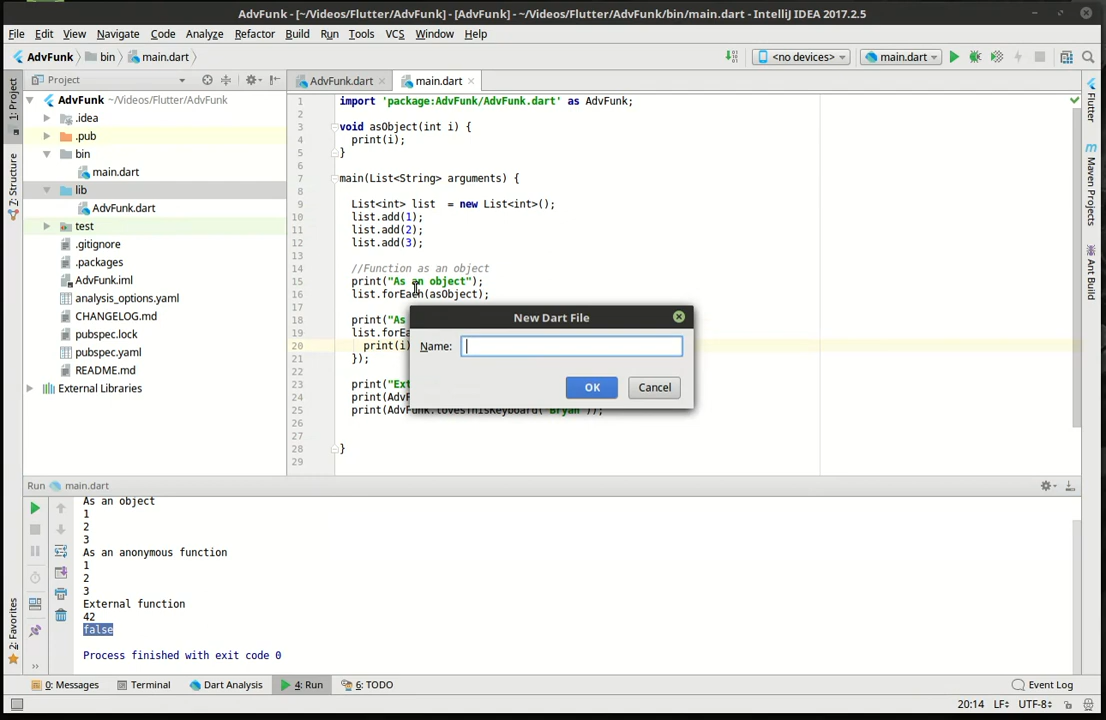 AdvFunk - [~/Videos/Flutter/AdvFunk] - [AdvFunk] - ~/Videos/Flutter/AdvFunk/bin/main.dart - IntelliJ IDEA 2017.2.5
File Edit View Navigate Code Analyze Refactor Build Run Tools VCS Window Help
AdvFunk bin main.dart <no devices> main.dart
Project AdvFunk.dart main.dart
1: Project
7: Structure
2: Favorites
AdvFunk ~/Videos/Flutter/AdvFunk
.idea
.pub
bin
main.dart
lib
AdvFunk.dart
test
.gitignore
.packages
AdvFunk.iml
analysis_options.yaml
CHANGELOG.md
pubspec.lock
pubspec.yaml
README.md
External Libraries
1 import 'package:AdvFunk/AdvFunk.dart' as AdvFunk;
2
3 void asObject(int i) {
4 print(i);
5 }
6
7 main(List<String> arguments) {
8
9 List<int> list = new List<int>();
10 list.add(1);
11 list.add(2);
12 list.add(3);
13
14 //Function as an object
15 print("As an object");
16 list.forEach(asObject);
17
18 print("As
19 list.forEa
20 print(i)
21 });
22
23 print("Ext
24 print(AdvF
25 print(AdvFunk.lovesThisKeyboard("Bryan"));
26
27
28 }
29
New Dart File
Name:
OK Cancel
Flutter
Maven Projects
Ant Build
Run main.dart
As an object
1
2
3
As an anonymous function
1
2
3
External function
42
false
Process finished with exit code 0
0: Messages Terminal Dart Analysis 4: Run 6: TODO Event Log
20:14 LF UTF-8